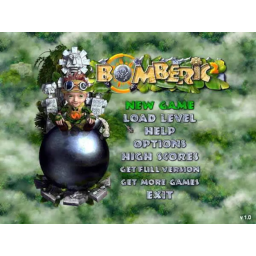 BOMBERIC 2
NEW GAME
LOAD LEVEL
HELP
OPTIONS
HIGH SCORES
GET FULL VERSION
GET MORE GAMES
EXIT
v1.0